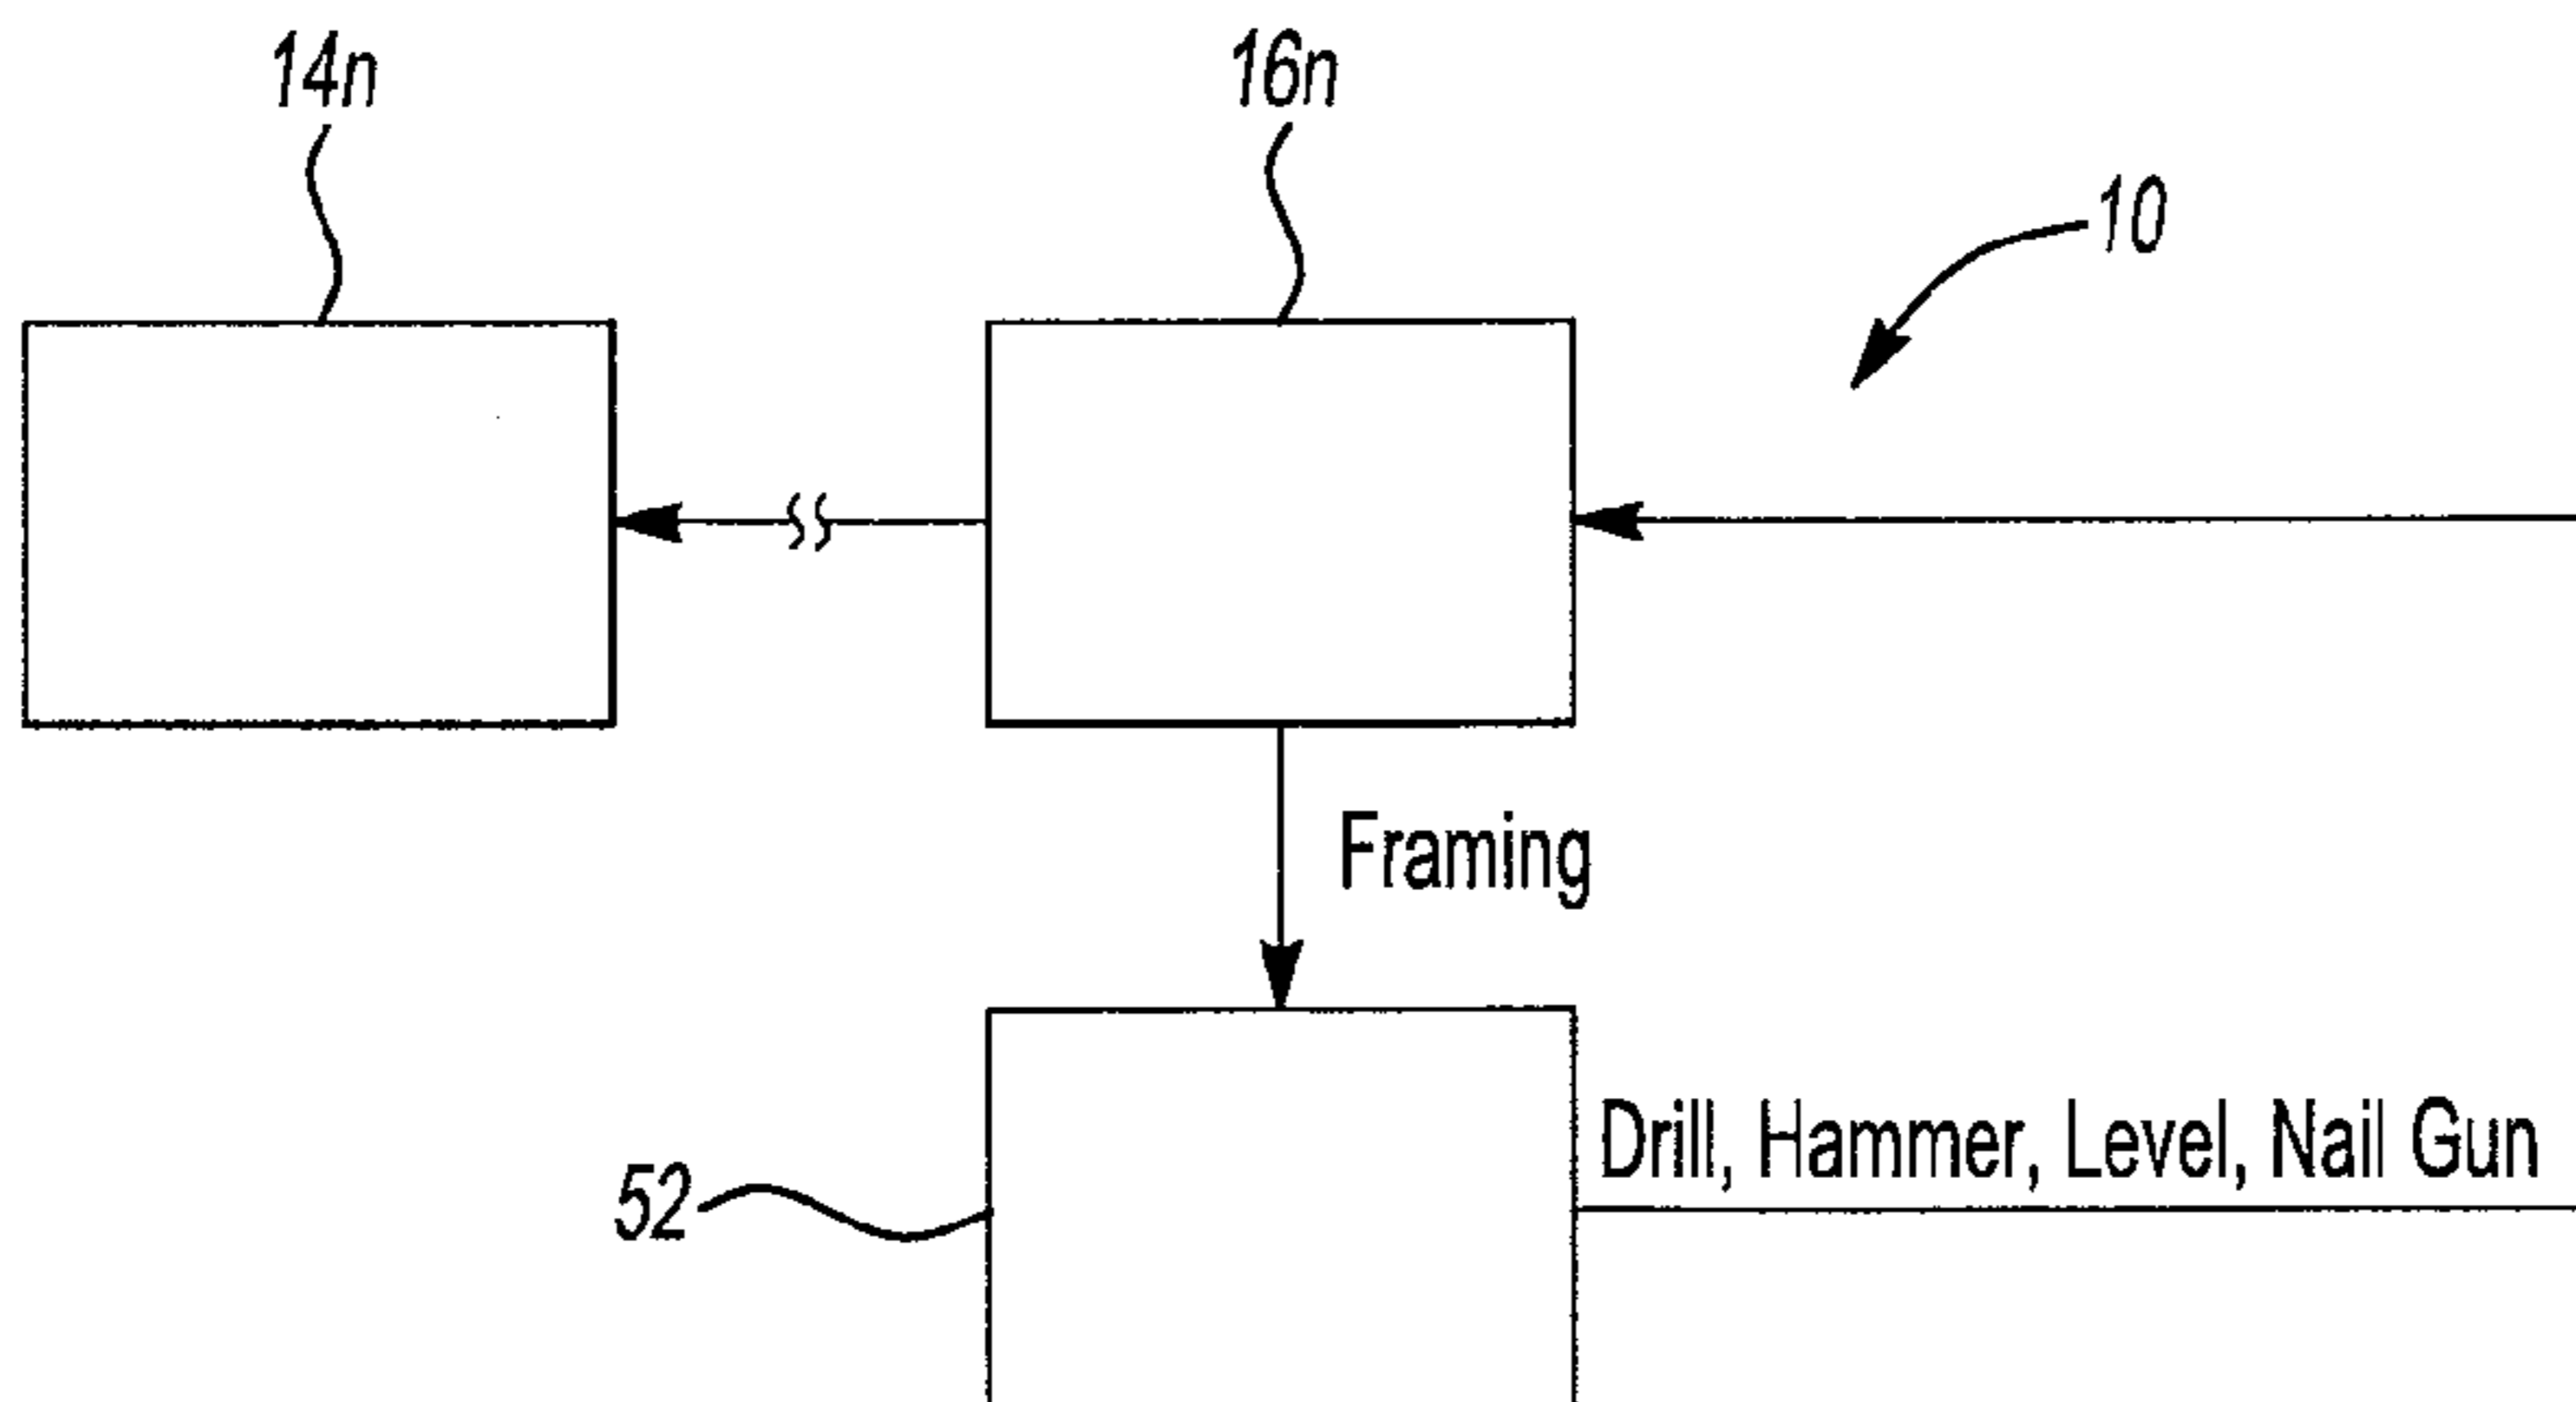 14n
16n
10
Framing
Drill, Hammer, Level, Nail Gun
52